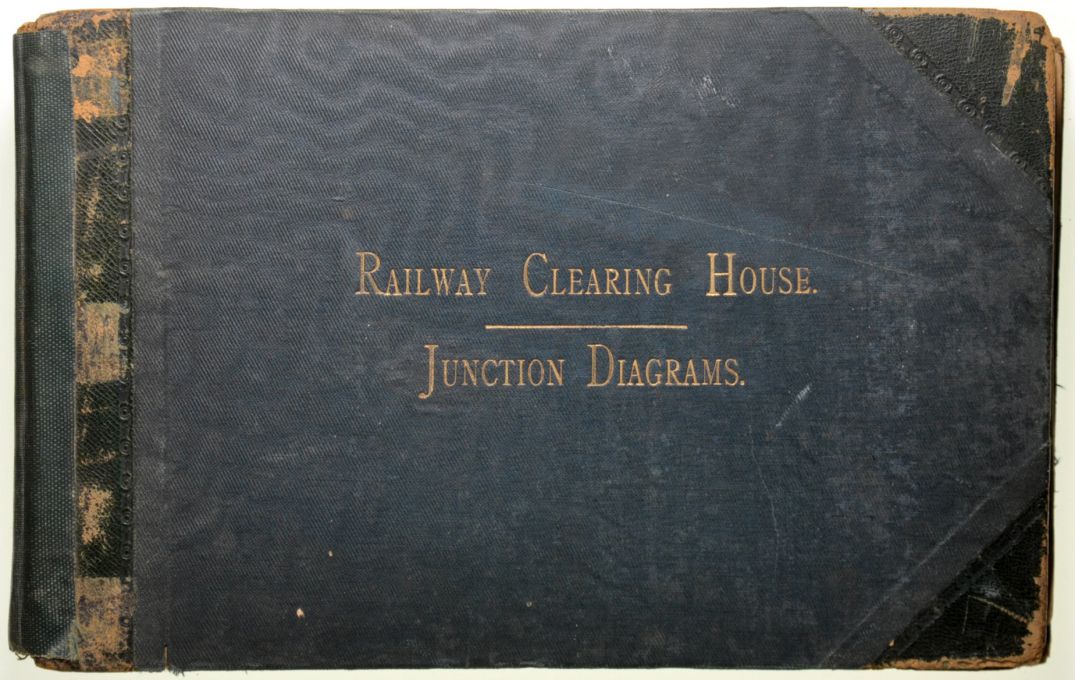 Railway Clearing House.
Junction Diagrams.